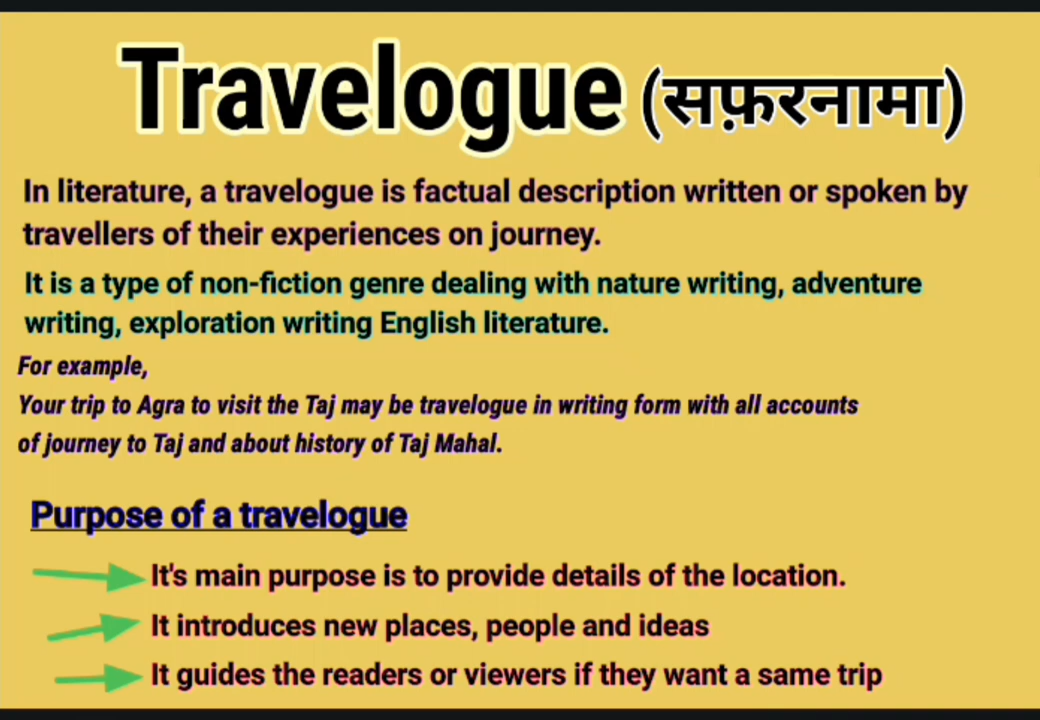 Travelogue (सफ़रनामा)
In literature, a travelogue is factual description written or spoken by
travellers of their experiences on journey.
It is a type of non-fiction genre dealing with nature writing, adventure
writing, exploration writing English literature.
For example,
Your trip to Agra to visit the Taj may be travelogue in writing form with all accounts
of journey to Taj and about history of Taj Mahal.
Purpose of a travelogue
It's main purpose is to provide details of the location.
It introduces new places, people and ideas
It guides the readers or viewers if they want a same trip